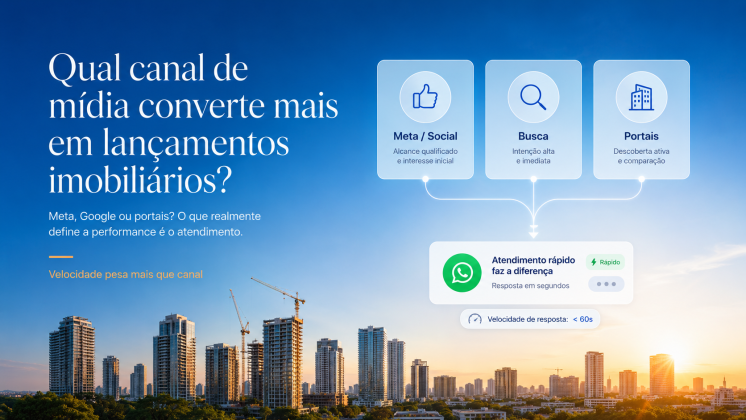 Qual canal de
mídia converte mais
em lançamentos
imobiliários?
Meta, Google ou portais? O que realmente
define a performance é o atendimento.
Velocidade pesa mais que canal
Meta / Social
Alcance qualificado
e interesse inicial
Busca
Intenção alta
e imediata
Portais
Descoberta ativa
e comparação
Atendimento rápido
faz a diferença
Resposta em segundos
Rápido
Velocidade de resposta: < 60s